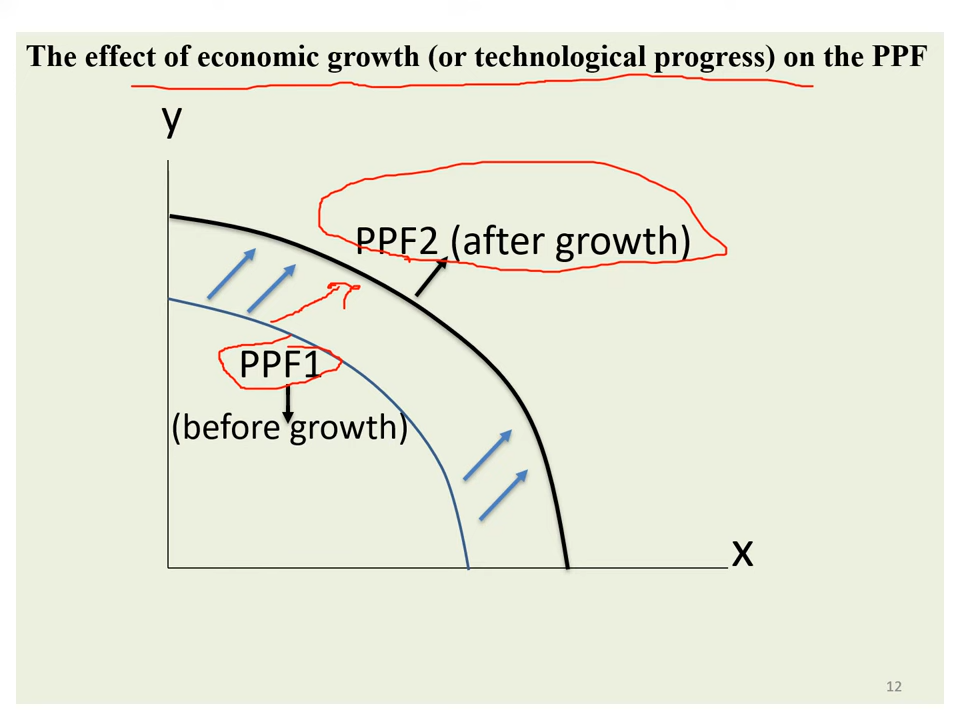 The effect of economic growth (or technological progress) on the PPF
y
PPF2 (after growth)
PPF1
(before growth)
x
12